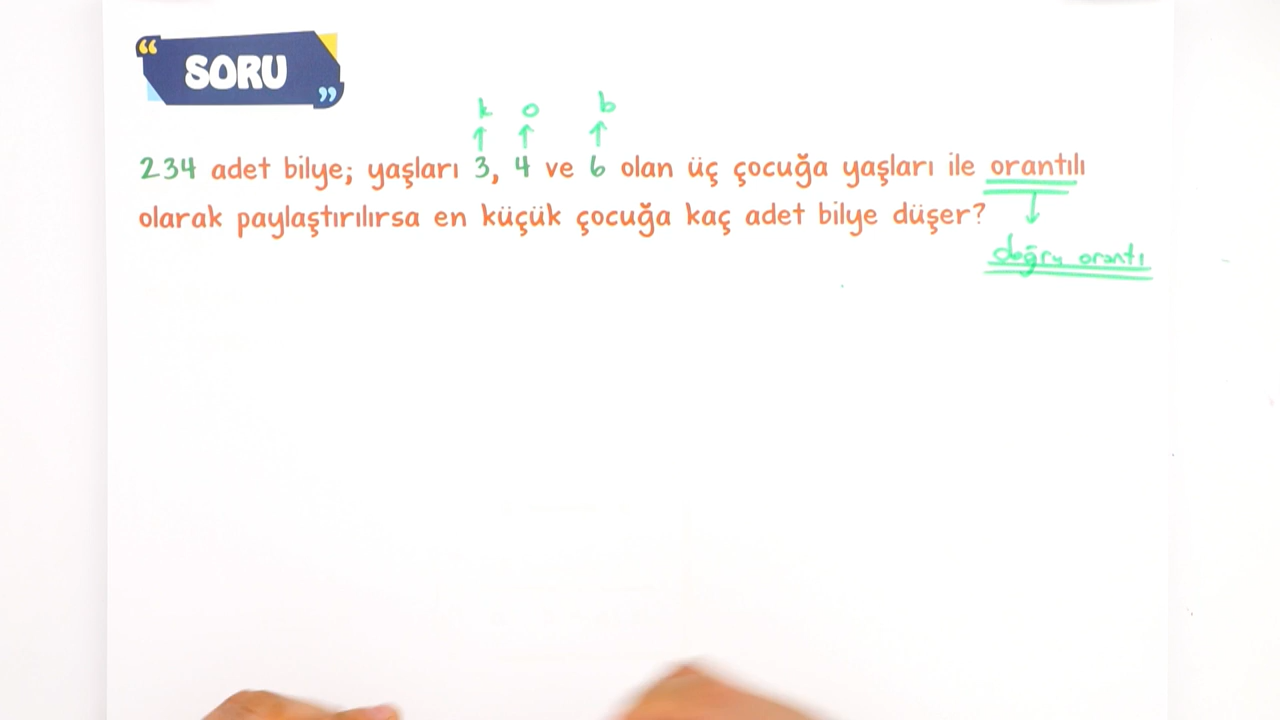 “ SORU ”
k o b
↑ ↑ ↑
234 adet bilye; yaşları 3, 4 ve 6 olan üç çocuğa yaşları ile orantılı
olarak paylaştırılırsa en küçük çocuğa kaç adet bilye düşer?
↓
doğru orantı